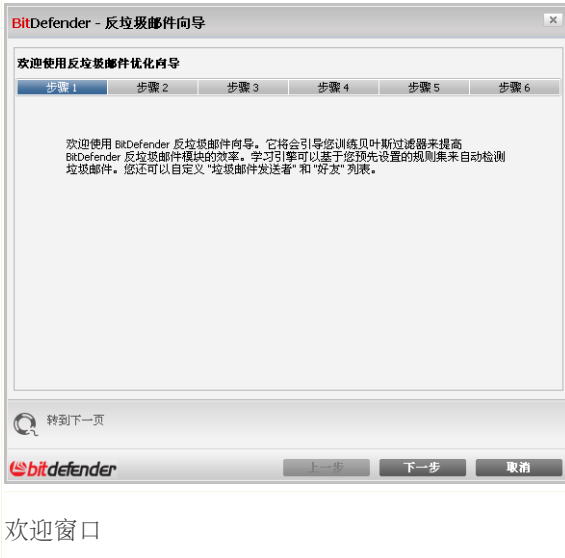 BitDefender - 反垃圾邮件向导
欢迎使用反垃圾邮件优化向导
步骤 1 步骤 2 步骤 3 步骤 4 步骤 5 步骤 6
欢迎使用 BitDefender 反垃圾邮件向导。它将会引导您训练贝叶斯过滤器来提高
BitDefender 反垃圾邮件模块的效率。学习引擎可以基于您预先设置的规则集来自动检测
垃圾邮件。您还可以自定义 "垃圾邮件发送者" 和 "好友" 列表。
转到下一页
bitdefender
上一步 下一步 取消
欢迎窗口